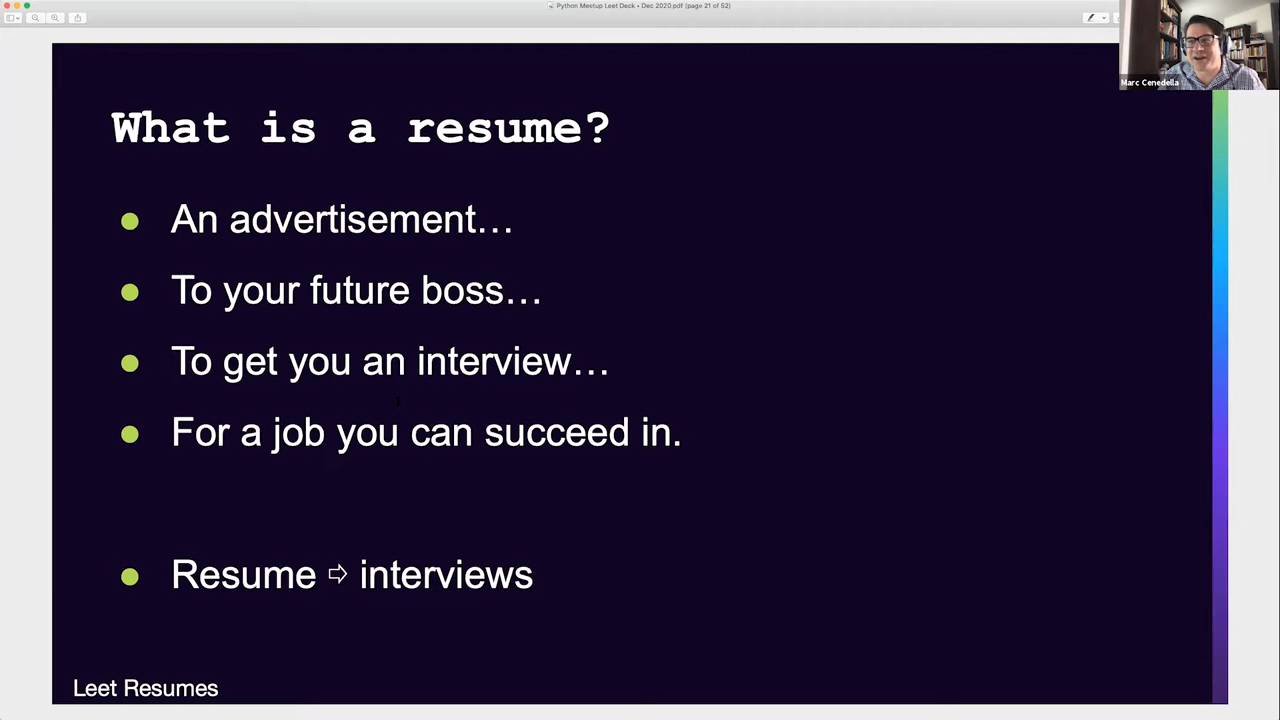 Python Meetup Leet Deck • Dec 2020.pdf (page 21 of 52)
Marc Cenedella
What is a resume?
An advertisement…
To your future boss…
To get you an interview…
For a job you can succeed in.
Resume ⇨ interviews
Leet Resumes